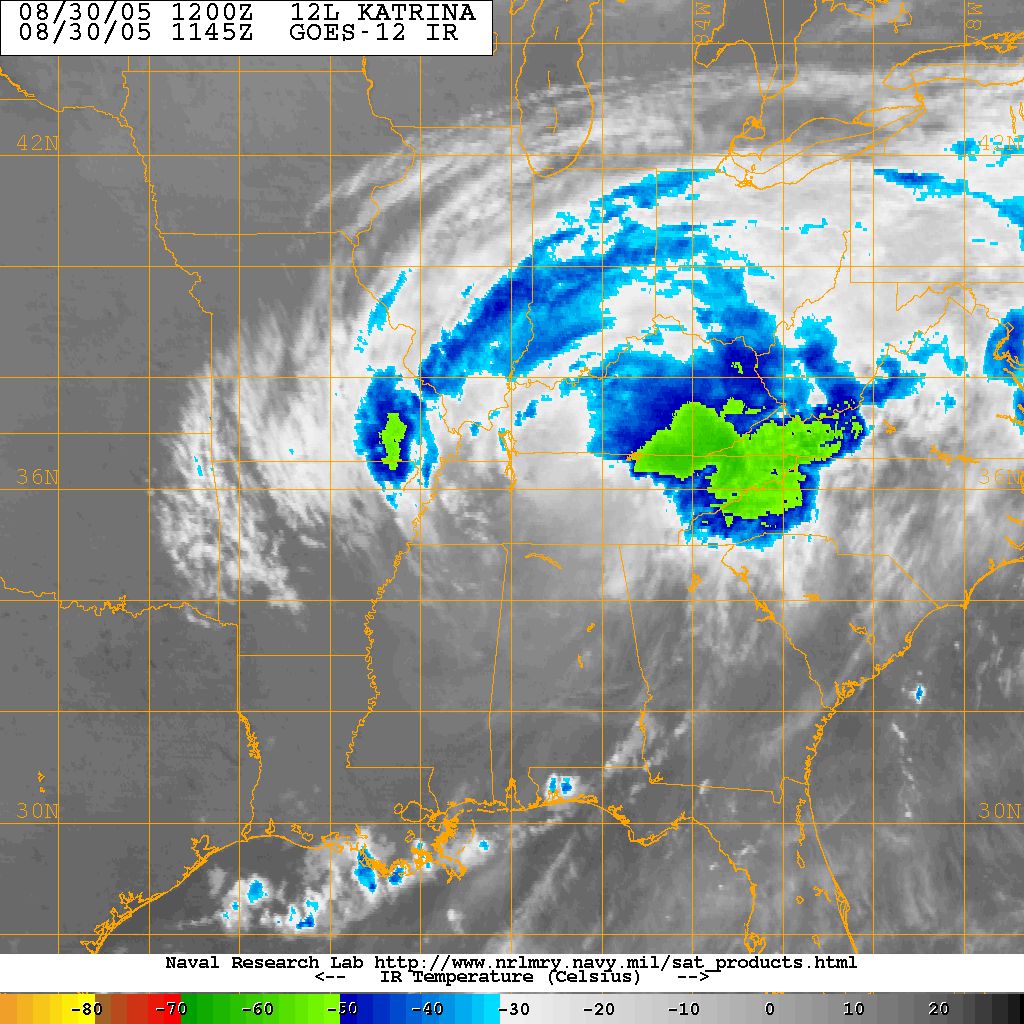 08/30/05 1200Z 12L KATRINA
08/30/05 1145Z GOES-12 IR
84W
78W
42N
42N
36N
36N
30N
30N
Naval Research Lab http://www.nrlmry.navy.mil/sat_products.html
<-- IR Temperature (Celsius) -->
-80 -70 -60 -50 -40 -30 -20 -10 0 10 20